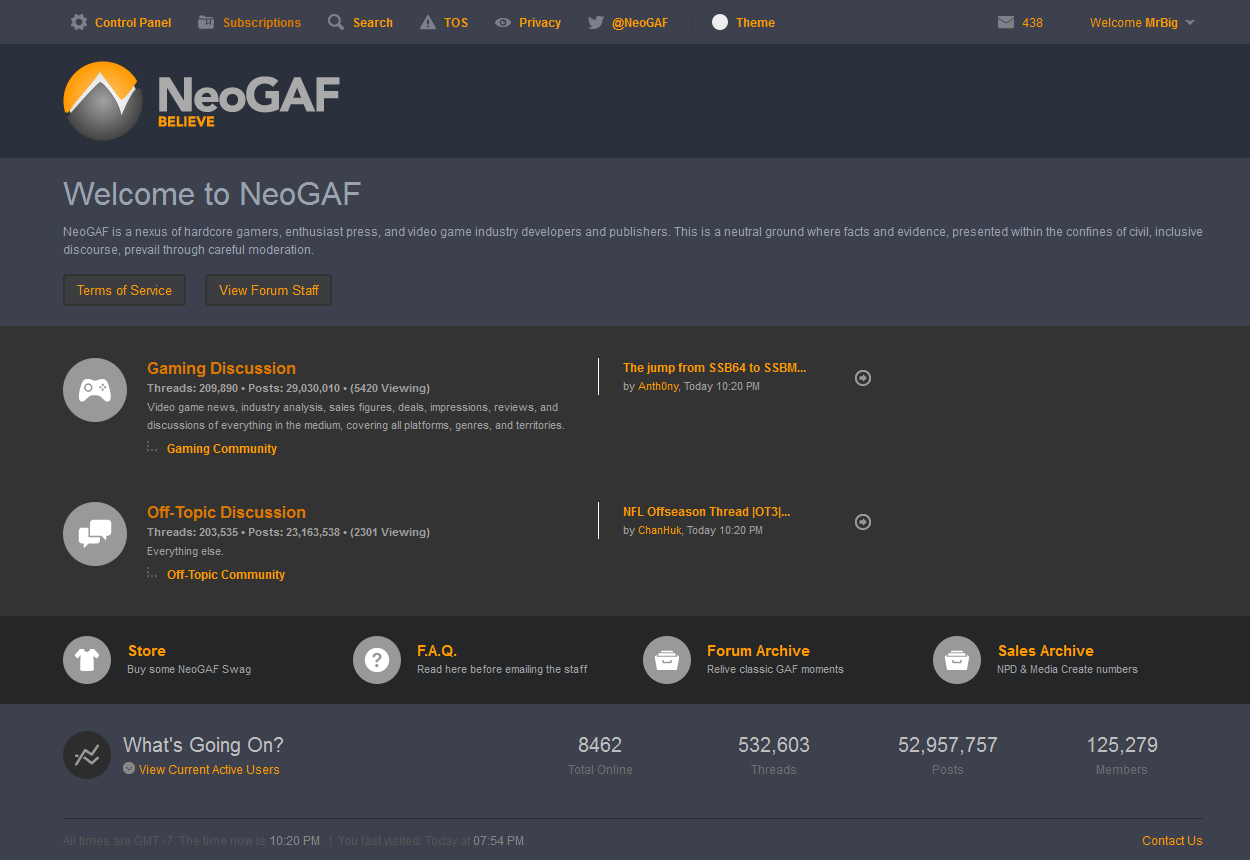 Control Panel Subscriptions Search TOS Privacy @NeoGAF Theme 438 Welcome MrBig
NeoGAF
BELIEVE
Welcome to NeoGAF
NeoGAF is a nexus of hardcore gamers, enthusiast press, and video game industry developers and publishers. This is a neutral ground where facts and evidence, presented within the confines of civil, inclusive
discourse, prevail through careful moderation.
Terms of Service View Forum Staff
Gaming Discussion
Threads: 209,890 • Posts: 29,030,010 • (5420 Viewing)
Video game news, industry analysis, sales figures, deals, impressions, reviews, and
discussions of everything in the medium, covering all platforms, genres, and territories.
Gaming Community
The jump from SSB64 to SSBM...
by Anth0ny, Today 10:20 PM
Off-Topic Discussion
Threads: 203,535 • Posts: 23,163,538 • (2301 Viewing)
Everything else.
Off-Topic Community
NFL Offseason Thread |OT3|...
by ChanHuk, Today 10:20 PM
Store
Buy some NeoGAF Swag
F.A.Q.
Read here before emailing the staff
Forum Archive
Relive classic GAF moments
Sales Archive
NPD & Media Create numbers
What's Going On?
View Current Active Users
8462
Total Online
532,603
Threads
52,957,757
Posts
125,279
Members
All times are GMT -7. The time now is 10:20 PM. | You last visited: Today at 07:54 PM
Contact Us